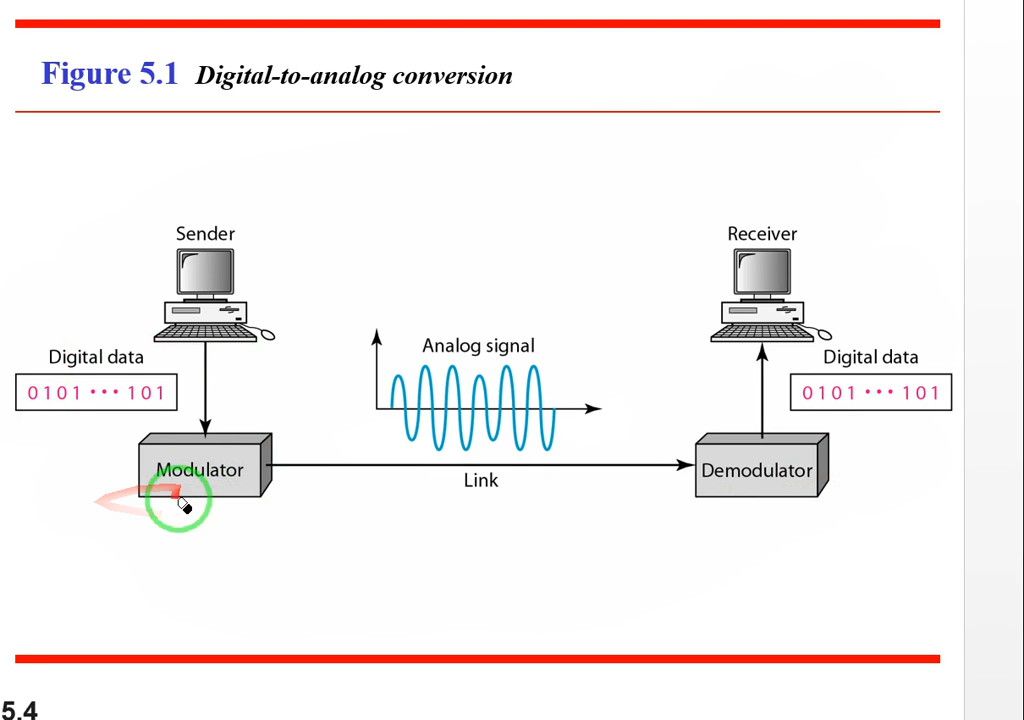 Figure 5.1 Digital-to-analog conversion
Sender
Receiver
Analog signal
Digital data
Digital data
0101 ••• 101
0101 ••• 101
Modulator
Demodulator
Link
5.4